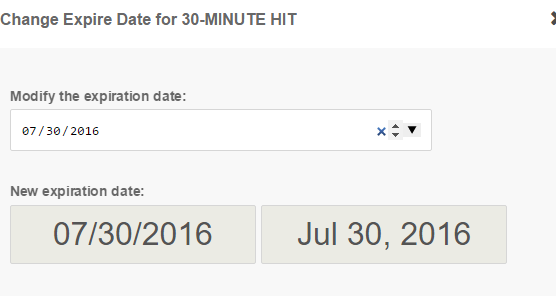 Change Expire Date for 30-MINUTE HIT
Modify the expiration date:
07/30/2016
New expiration date:
07/30/2016 Jul 30, 2016